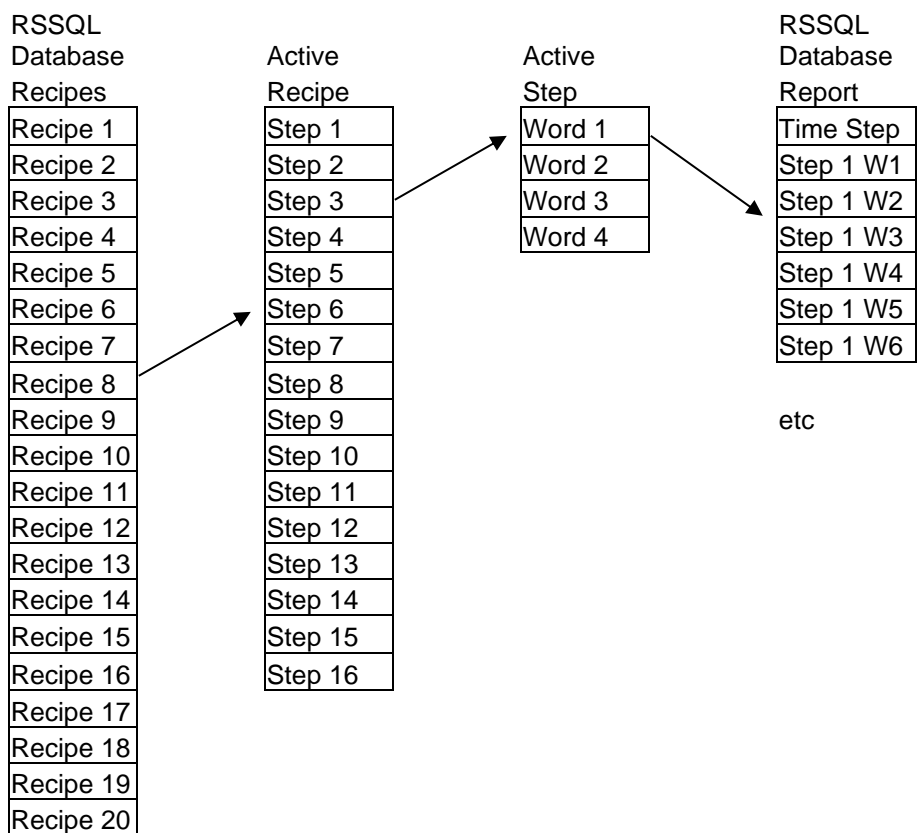 RSSQL
Database
Recipes
Recipe 1
Recipe 2
Recipe 3
Recipe 4
Recipe 5
Recipe 6
Recipe 7
Recipe 8
Recipe 9
Recipe 10
Recipe 11
Recipe 12
Recipe 13
Recipe 14
Recipe 15
Recipe 16
Recipe 17
Recipe 18
Recipe 19
Recipe 20
Active
Recipe
Step 1
Step 2
Step 3
Step 4
Step 5
Step 6
Step 7
Step 8
Step 9
Step 10
Step 11
Step 12
Step 13
Step 14
Step 15
Step 16
Active
Step
Word 1
Word 2
Word 3
Word 4
RSSQL
Database
Report
Time Step
Step 1 W1
Step 1 W2
Step 1 W3
Step 1 W4
Step 1 W5
Step 1 W6
etc